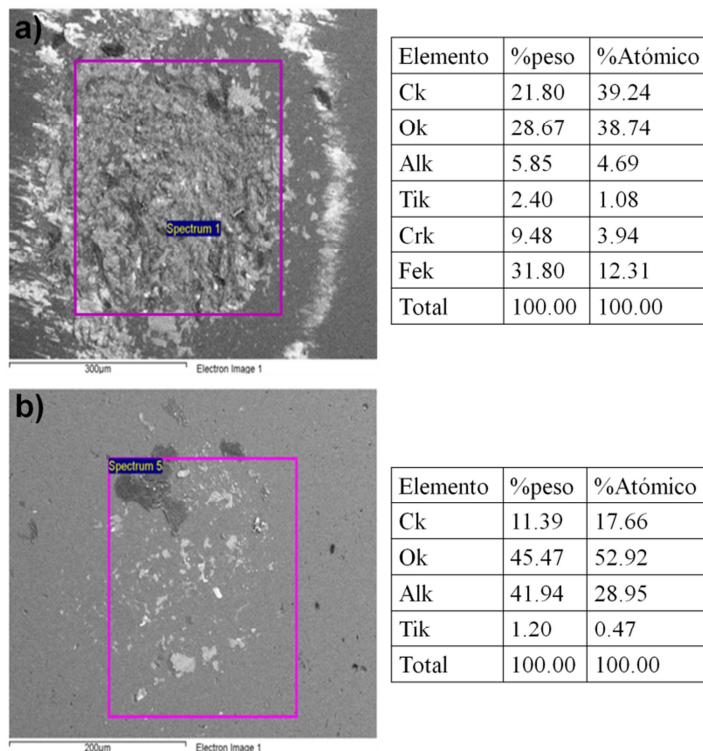 a)
Spectrum 1
300µm Electron Image 1
Elemento %peso %Atómico
Ck 21.80 39.24
Ok 28.67 38.74
Alk 5.85 4.69
Tik 2.40 1.08
Crk 9.48 3.94
Fek 31.80 12.31
Total 100.00 100.00
b)
Spectrum 5
200µm Electron Image 1
Elemento %peso %Atómico
Ck 11.39 17.66
Ok 45.47 52.92
Alk 41.94 28.95
Tik 1.20 0.47
Total 100.00 100.00